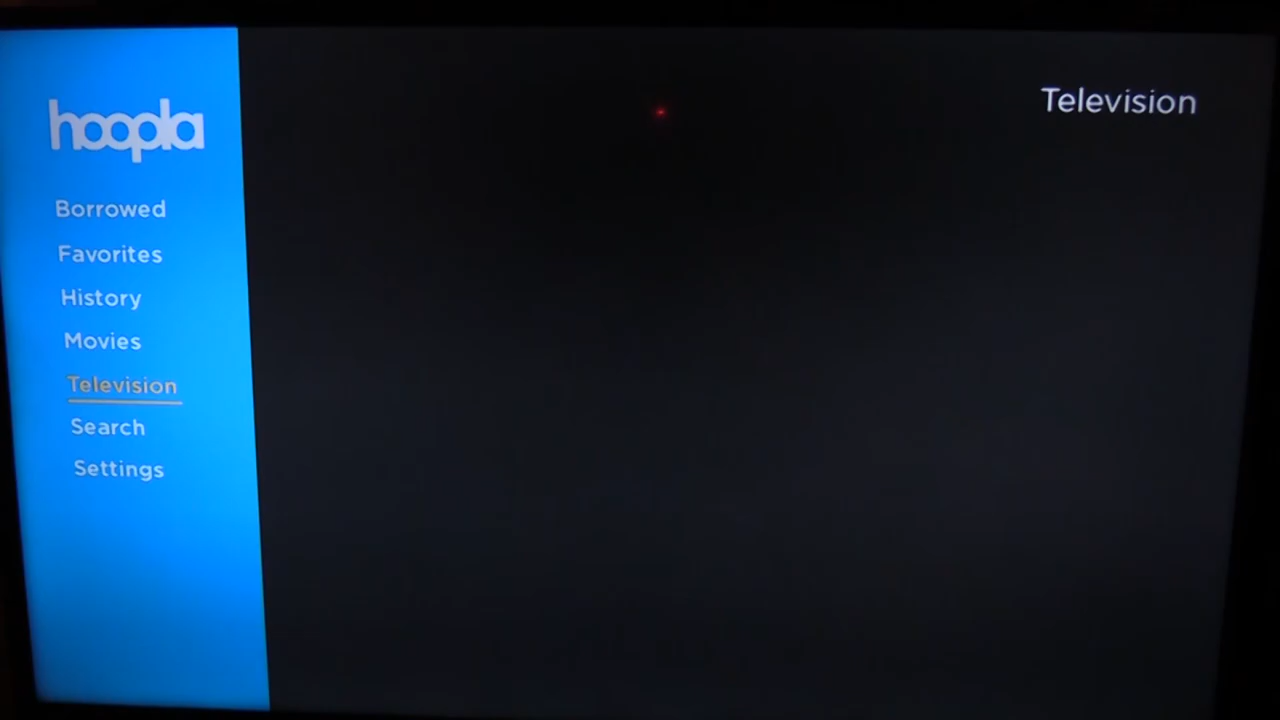 hoopla
Borrowed
Favorites
History
Movies
Television
Search
Settings
Television